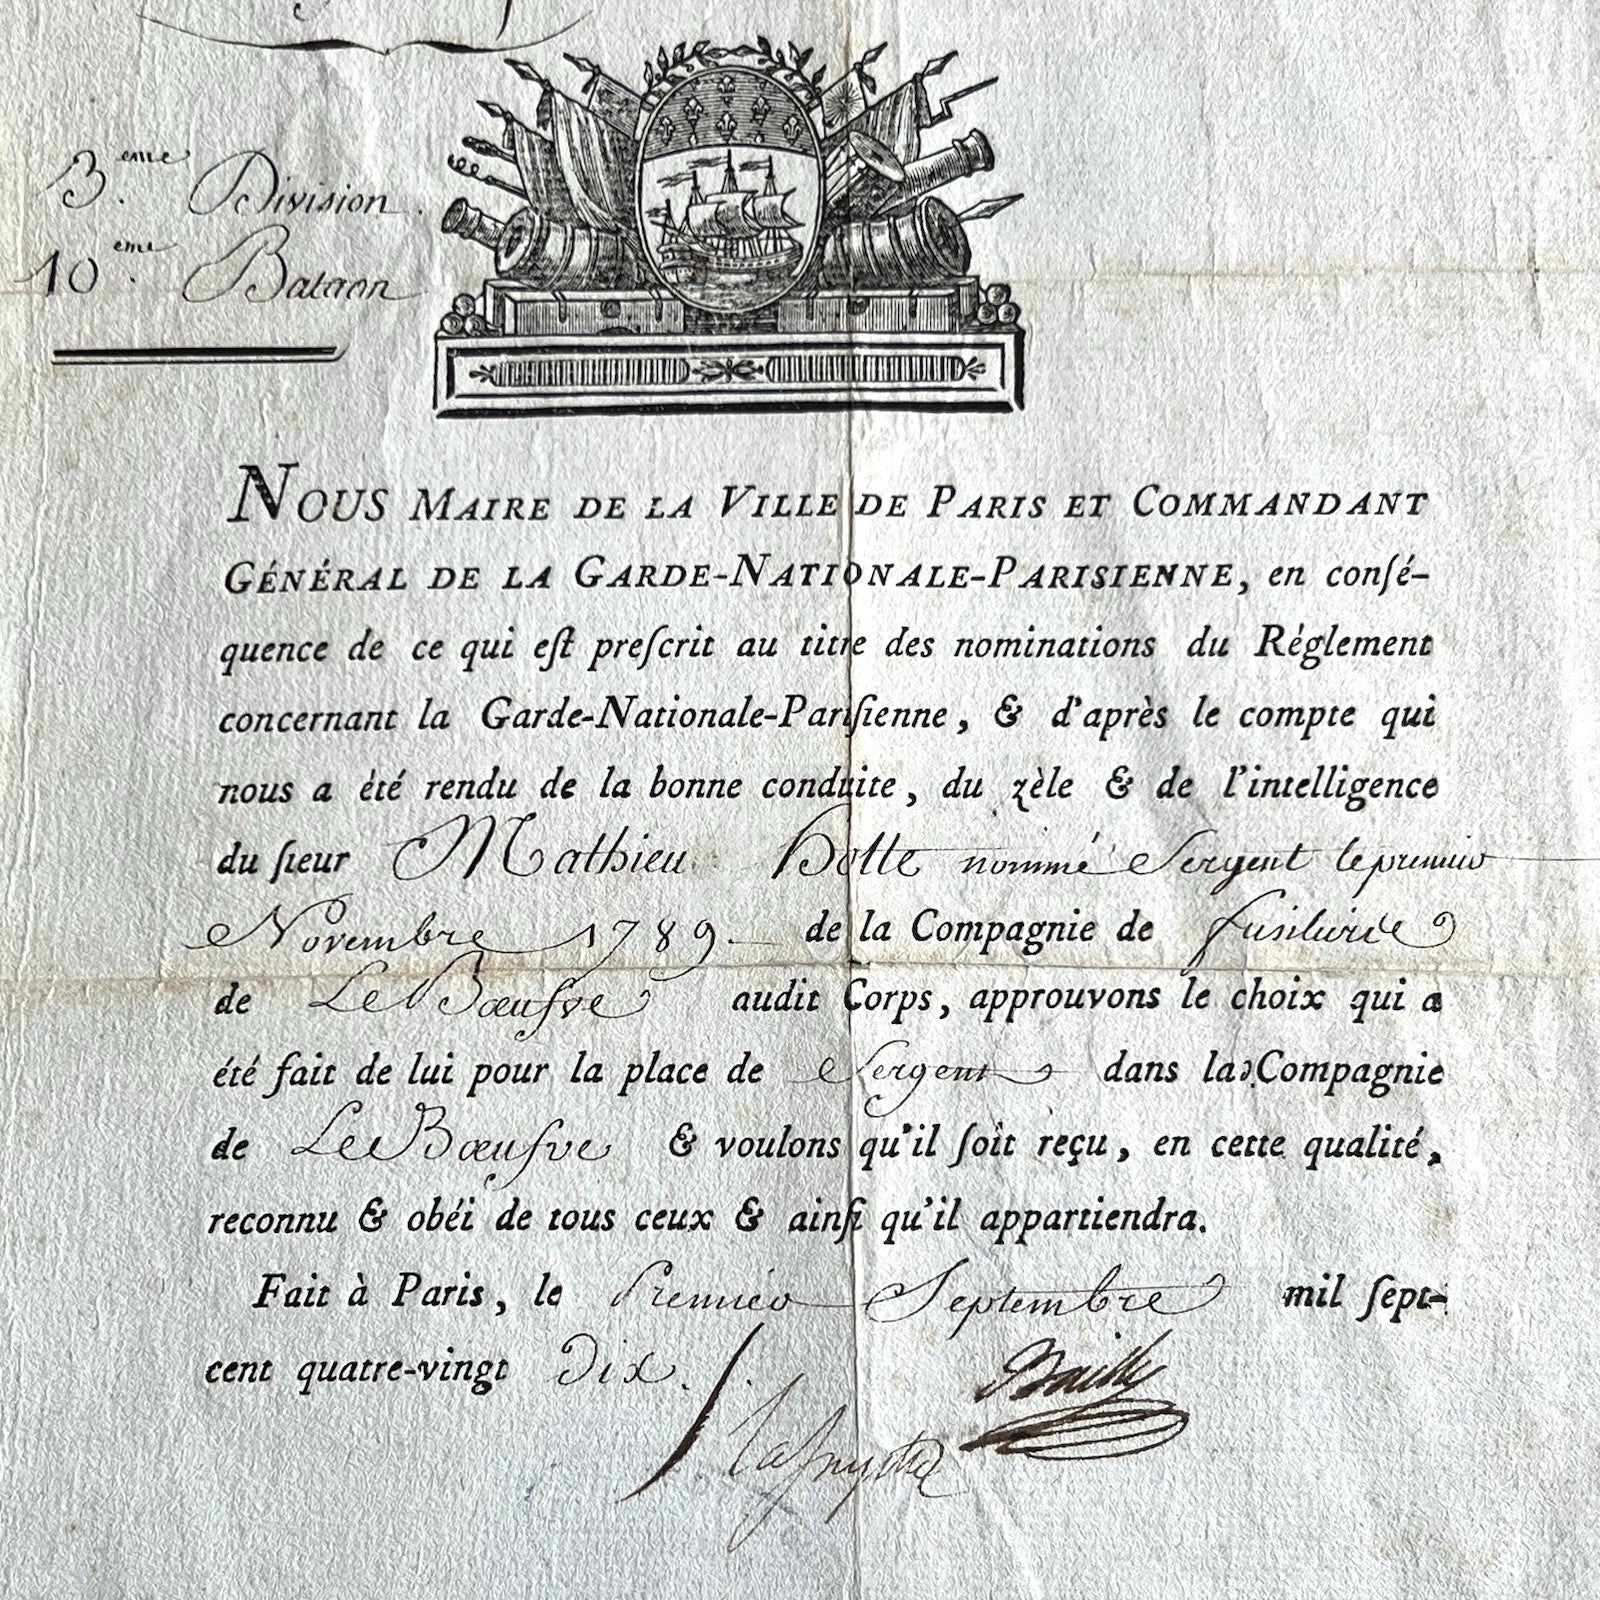 3.eme Division.
10.eme Bataon
Nous Maire de la Ville de Paris et Commandant
Général de la Garde-Nationale-Parisienne, en conſé-
quence de ce qui eſt preſcrit au titre des nominations du Réglement
concernant la Garde-Nationale-Pariſienne, & d'après le compte qui
nous a été rendu de la bonne conduite, du zèle & de l'intelligence
du ſieur Mathieu Hotte nommé Sergent le premier
Novembre 1789. de la Compagnie de
de Le Bœufve audit Corps, approuvons le choix qui a
été fait de lui pour la place de Sergent dans la Compagnie
de Le Bœufve & voulons qu'il ſoit reçu, en cette qualité,
reconnu & obéi de tous ceux & ainſi qu'il appartiendra.
Fait à Paris, le Premier Septembre mil ſept-
cent quatre-vingt Dix.
Bailly
Lafayette